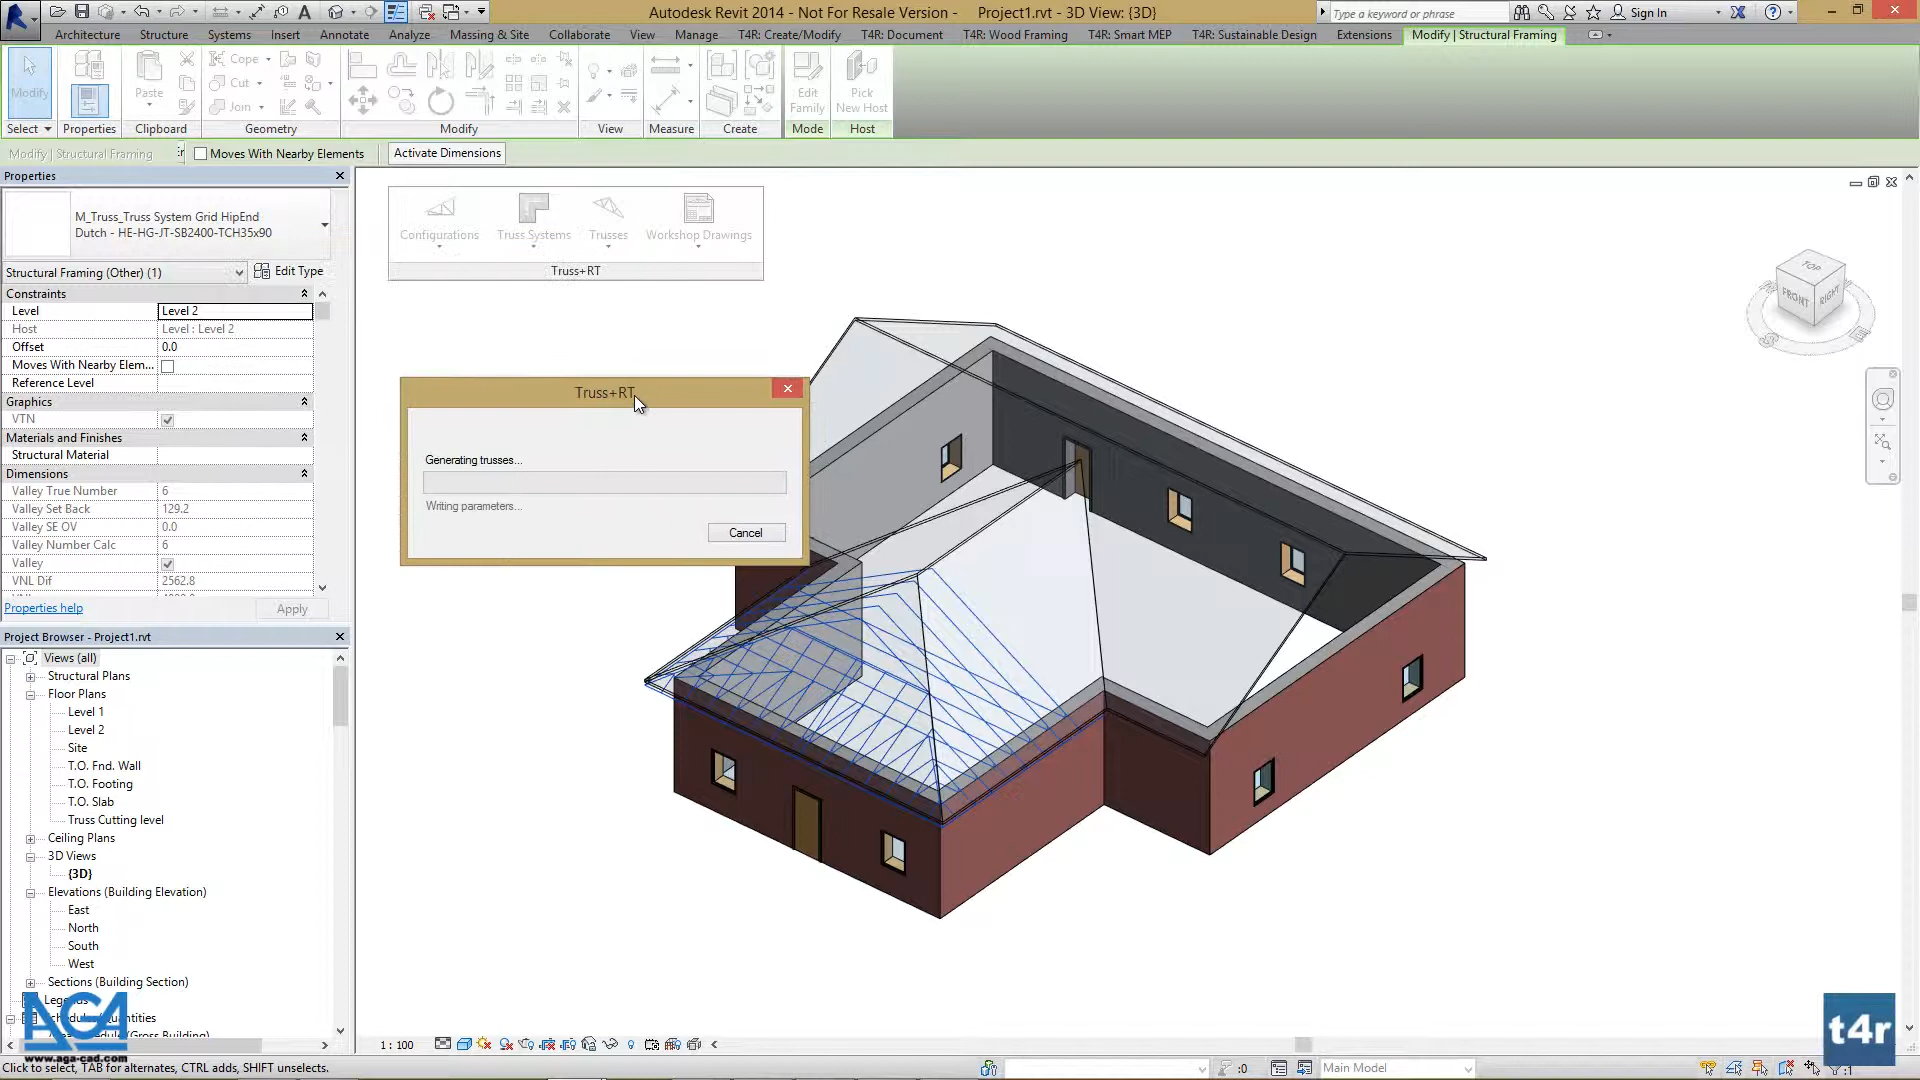 Autodesk Revit 2014 - Not For Resale Version - Project1.rvt - 3D View: {3D}
Type a keyword or phrase
Sign In
Architecture Structure Systems Insert Annotate Analyze Massing & Site Collaborate View Manage T4R: Create/Modify T4R: Document T4R: Wood Framing T4R: Smart MEP T4R: Sustainable Design Extensions Modify | Structural Framing
Modify
Paste
Cope
Cut
Join
Edit Family
Pick New Host
Select Properties Clipboard Geometry Modify View Measure Create Mode Host
Modify | Structural Framing
Moves With Nearby Elements
Activate Dimensions
Properties
M_Truss_Truss System Grid HipEnd
Dutch - HE-HG-JT-SB2400-TCH35x90
Structural Framing (Other) (1)
Edit Type
Constraints
Level Level 2
Host Level : Level 2
Offset 0.0
Moves With Nearby Elem...
Reference Level
Graphics
VTN
Materials and Finishes
Structural Material
Dimensions
Valley True Number 6
Valley Set Back 129.2
Valley SE OV 0.0
Valley Number Calc 6
Valley
VNL Dif 2562.8
Properties help
Apply
Configurations Truss Systems Trusses Workshop Drawings
Truss+RT
Truss+RT
Generating trusses...
Writing parameters...
Cancel
TOP
FRONT
RIGHT
Project Browser - Project1.rvt
Views (all)
Structural Plans
Floor Plans
Level 1
Level 2
Site
T.O. Fnd. Wall
T.O. Footing
T.O. Slab
Truss Cutting level
Ceiling Plans
3D Views
{3D}
Elevations (Building Elevation)
East
North
South
West
Sections (Building Section)
Legends
Schedules/Quantities
AGA
www.aga-cad.com
1 : 100
Click to select, TAB for alternates, CTRL adds, SHIFT unselects.
:0
Main Model
:1
t4r